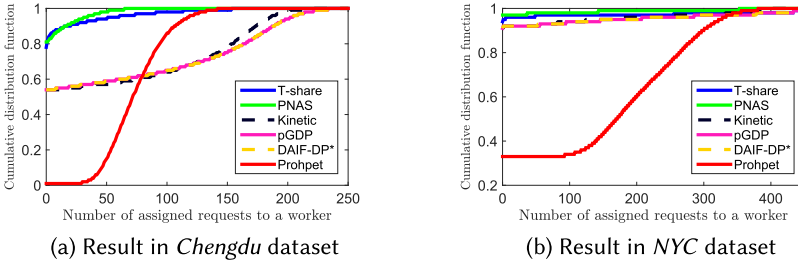 Cumulative distribution function
1
0.8
0.6
0.4
0.2
0
0 50 100 150 200 250
T-share
PNAS
Kinetic
pGDP
DAIF-DP*
Prohpet
Number of assigned requests to a worker
(a) Result in Chengdu dataset
Cumulative distribution function
1
0.8
0.6
0.4
0.2
0 100 200 300 400
T-share
PNAS
Kinetic
pGDP
DAIF-DP*
Prohpet
Number of assigned requests to a worker
(b) Result in NYC dataset